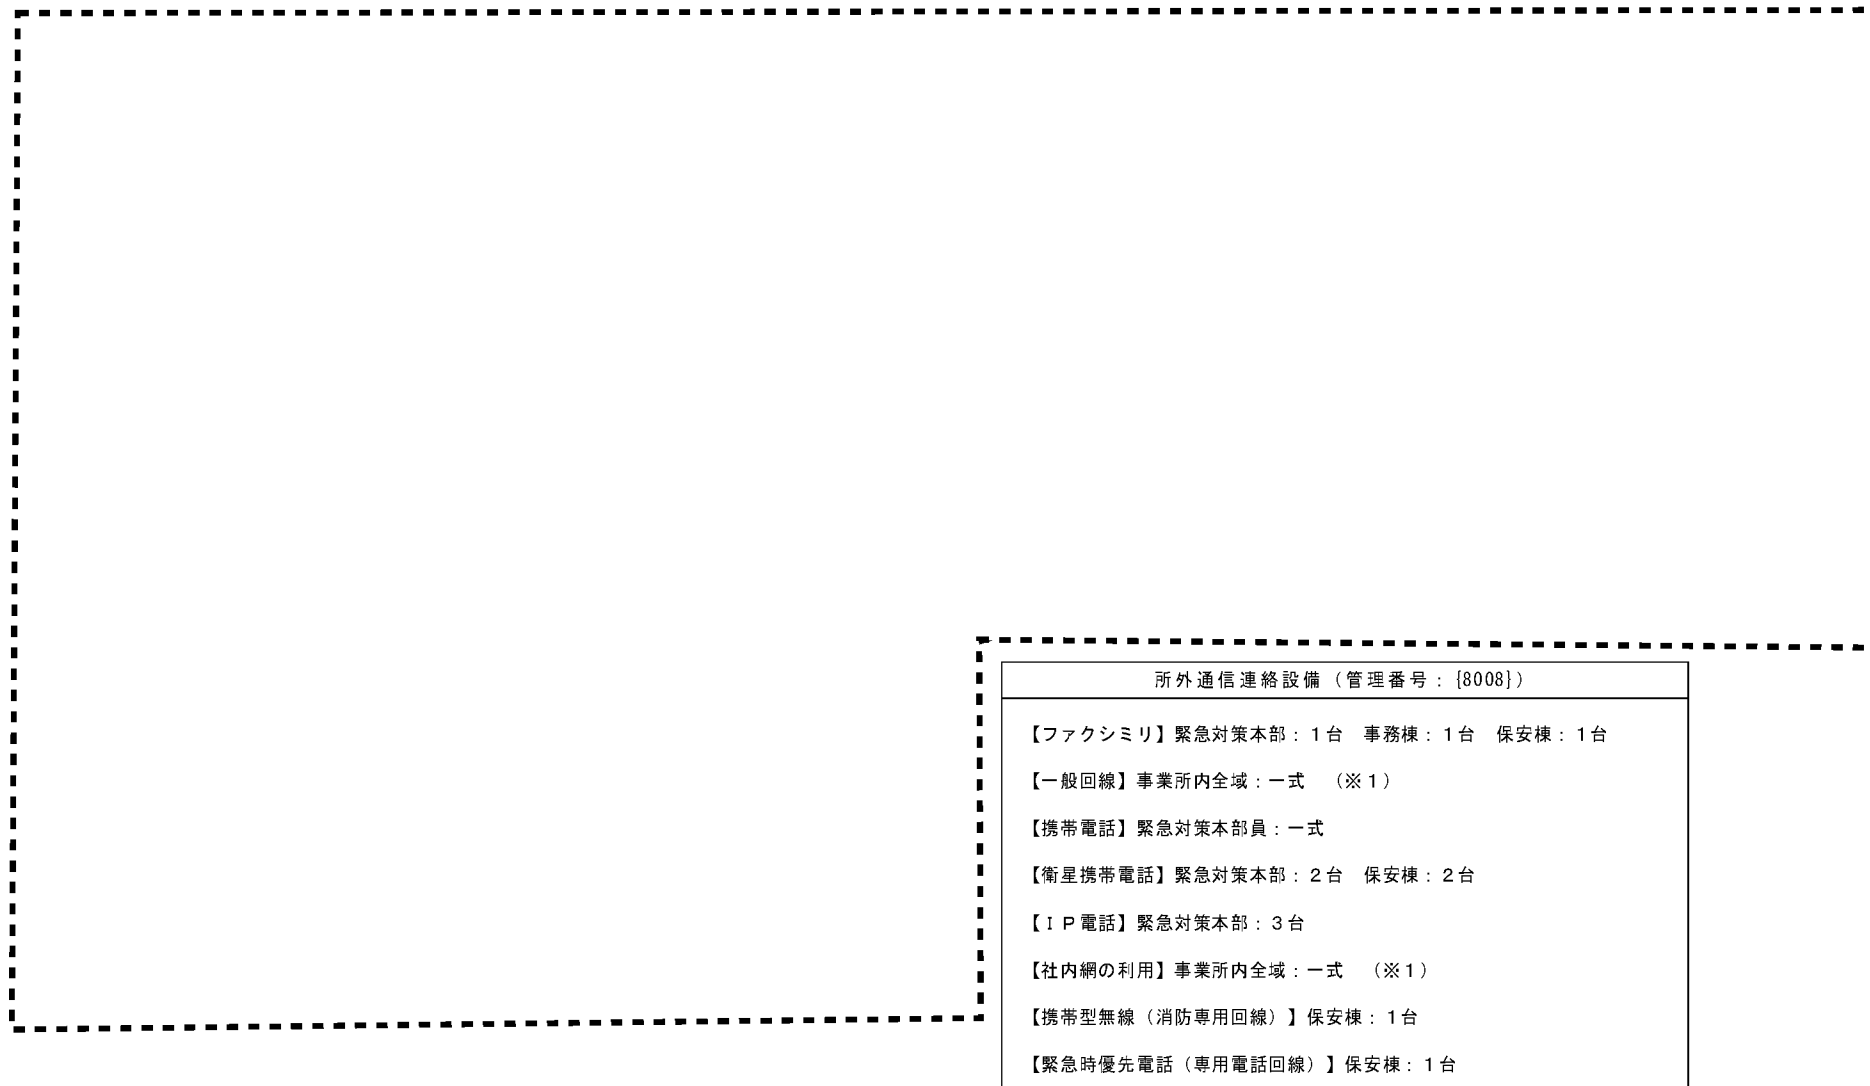 所外通信連絡設備（管理番号：{8008}）
【ファクシミリ】緊急対策本部：１台　事務棟：１台　保安棟：１台
【一般回線】事業所内全域：一式　（※１）
【携帯電話】緊急対策本部員：一式
【衛星携帯電話】緊急対策本部：２台　保安棟：２台
【ＩＰ電話】緊急対策本部：３台
【社内網の利用】事業所内全域：一式　（※１）
【携帯型無線（消防専用回線）】保安棟：１台
【緊急時優先電話（専用電話回線）】保安棟：１台